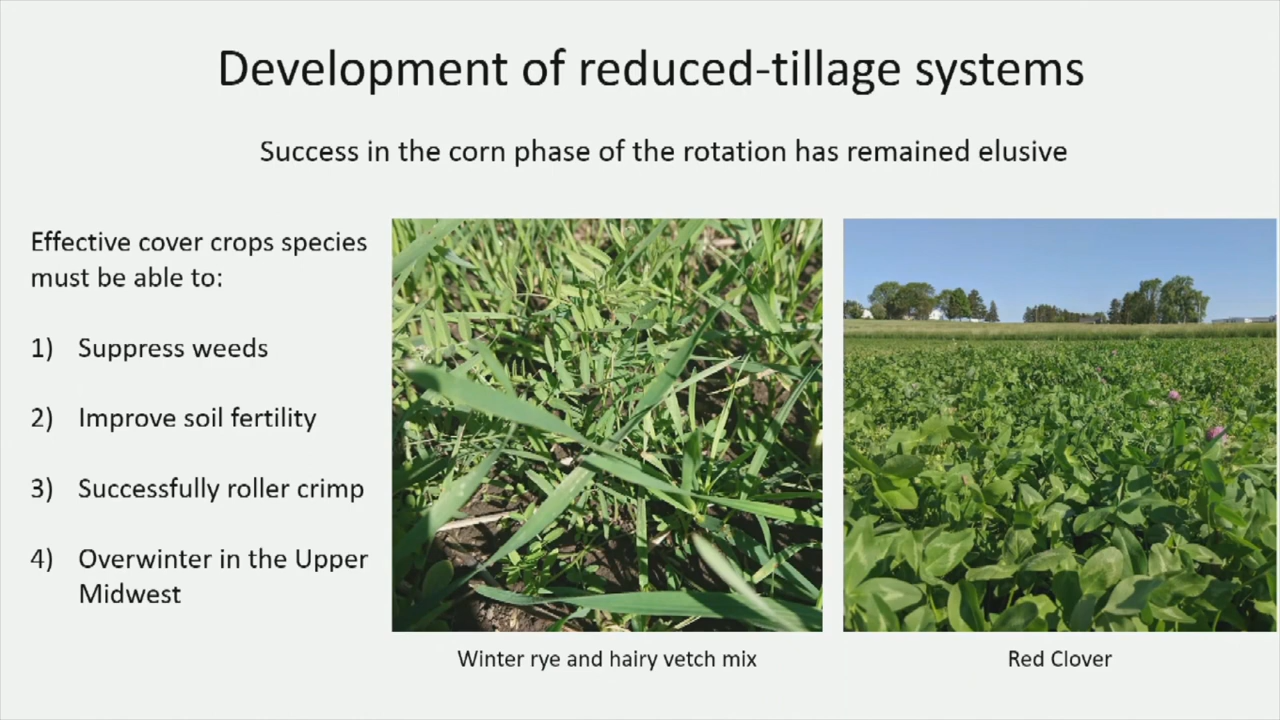 Development of reduced-tillage systems
Success in the corn phase of the rotation has remained elusive
Effective cover crops species
must be able to:
1) Suppress weeds
2) Improve soil fertility
3) Successfully roller crimp
4) Overwinter in the Upper
Midwest
Winter rye and hairy vetch mix
Red Clover